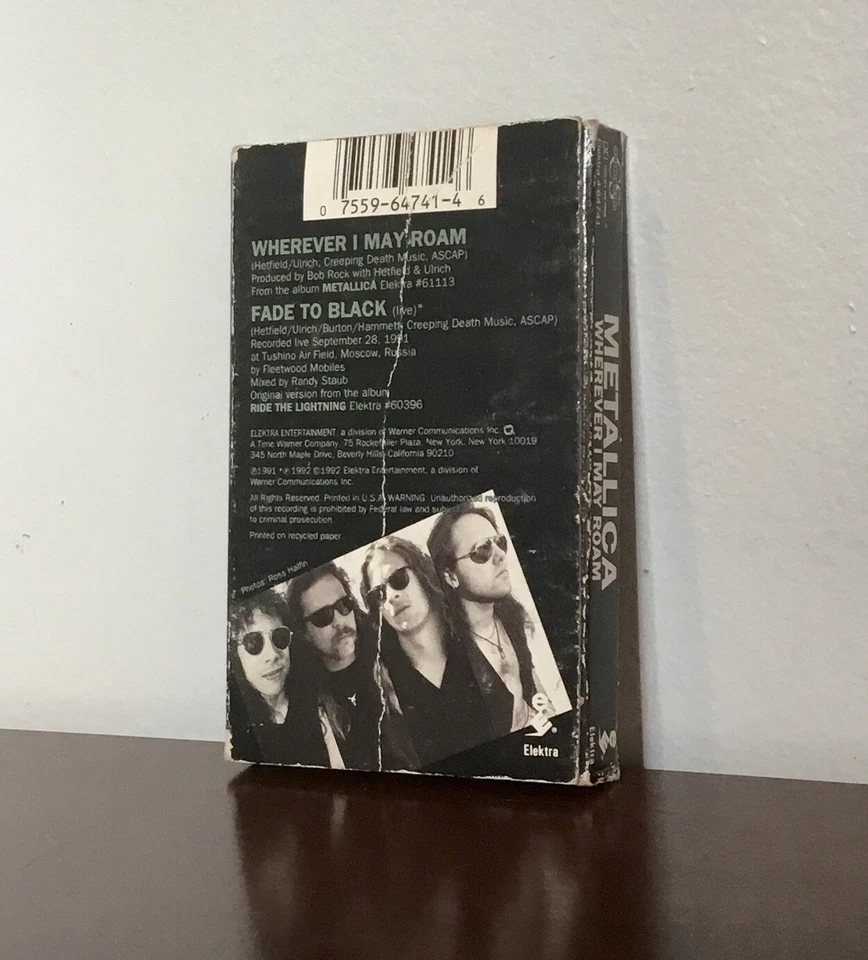 0 7559-64741-4 6
WHEREVER I MAY ROAM
(Hetfield/Ulrich, Creeping Death Music, ASCAP)
Produced by Bob Rock with Hetfield & Ulrich
From the album METALLICA Elektra #61113
FADE TO BLACK (live)*
(Hetfield/Ulrich/Burton/Hammett, Creeping Death Music, ASCAP)
Recorded live September 28, 1991
at Tushino Air Field, Moscow, Russia
by Fleetwood Mobiles
Mixed by Randy Staub
Original version from the album
RIDE THE LIGHTNING Elektra #60396
ELEKTRA ENTERTAINMENT, a division of Warner Communications Inc.
A Time Warner Company. 75 Rockefeller Plaza, New York, New York 10019
345 North Maple Drive, Beverly Hills, California 90210
℗1991 *℗1992 ©1992 Elektra Entertainment, a division of
Warner Communications Inc.
All Rights Reserved. Printed in U.S.A. WARNING: Unauthorized reproduction
of this recording is prohibited by Federal law and subject
to criminal prosecution.
Printed on recycled paper
Photos: Ross Halfin
Elektra
METALLICA
WHEREVER I MAY ROAM
Elektra